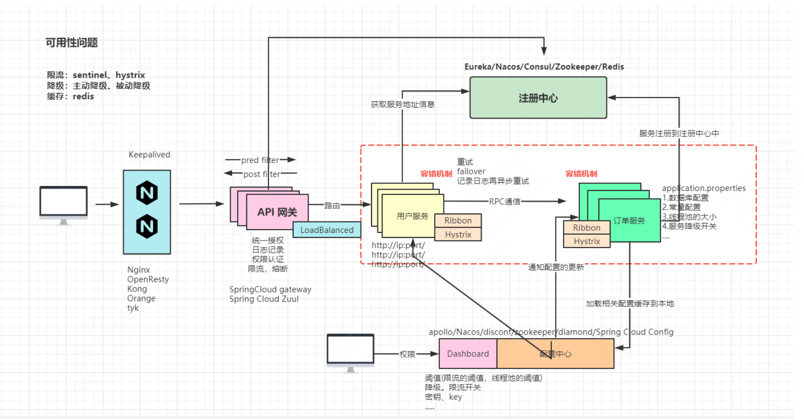 可用性问题
限流：sentinel、hystrix
降级：主动降级、被动降级
缓存：redis
Eureka/Nacos/Consul/Zookeeper/Redis
注册中心
获取服务地址信息
服务注册到注册中心中
Keepalived
N
N
Nginx
OpenResty
Kong
Orange
tyk
pred filter
post filter
API 网关
LoadBalanced
统一授权
日志记录
权限认证
限流，熔断
SpringCloud gateway
Spring Cloud Zuul
路由
容错机制
重试
failover
记录日志再异步重试
用户服务
Ribbon
Hystrix
http://ip:port/
http://ip:port/
http://ip:port/
RPC通信
容错机制
订单服务
Ribbon
Hystrix
application.properties
1.数据库配置
2.常量配置
3.线程池的大小
4.服务降级开关
....
通知配置的更新
加载相关配置缓存到本地
apollo/Nacos/disconf/zookeeper/diamond/Spring Cloud Config
权限
Dashboard
配置中心
阈值(限流的阈值，线程池的阈值)
降级。限流开关
密钥、key
.....